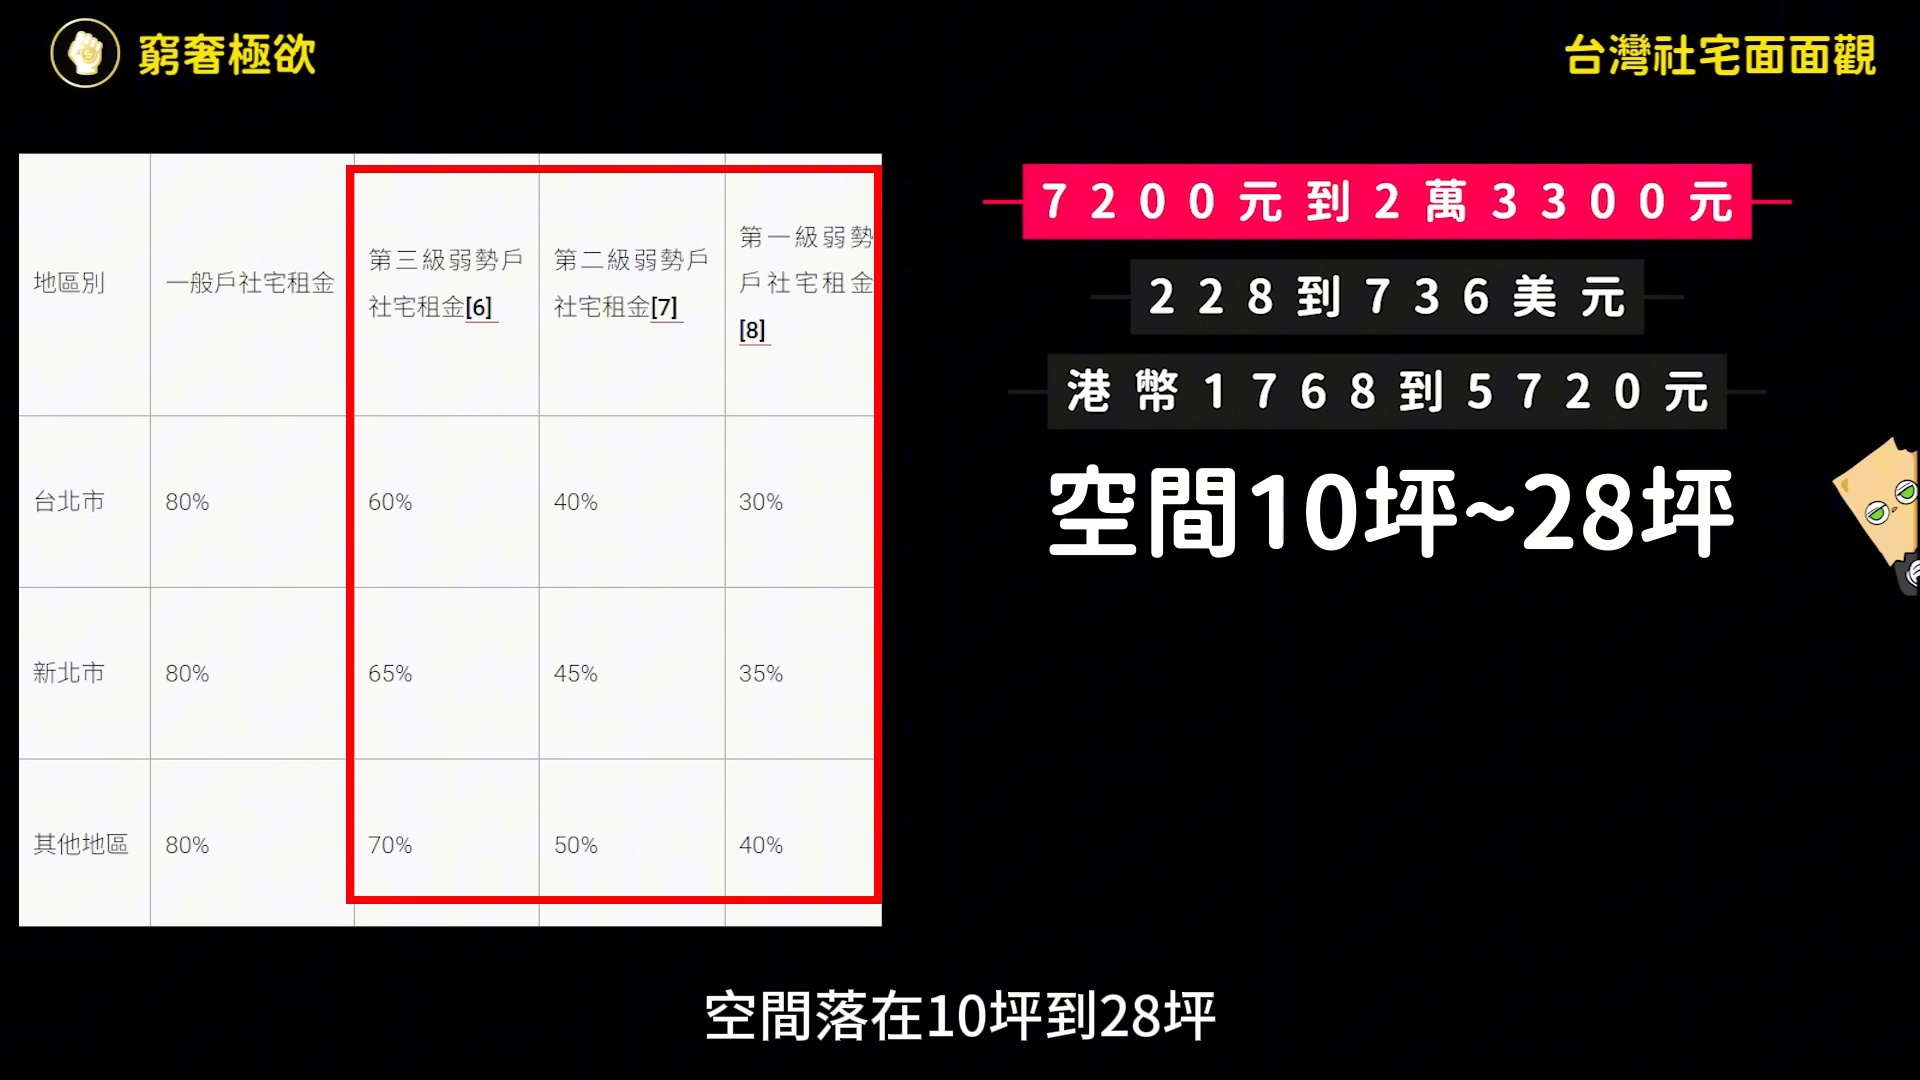 窮奢極欲
台灣社宅面面觀
地區別
一般戶社宅租金
第三級弱勢戶
社宅租金[6]
第二級弱勢戶
社宅租金[7]
第一級弱勢
戶社宅租金
[8]
台北市 80% 60% 40% 30%
新北市 80% 65% 45% 35%
其他地區 80% 70% 50% 40%
7200元到2萬3300元
228到736美元
港幣1768到5720元
空間10坪~28坪
空間落在10坪到28坪